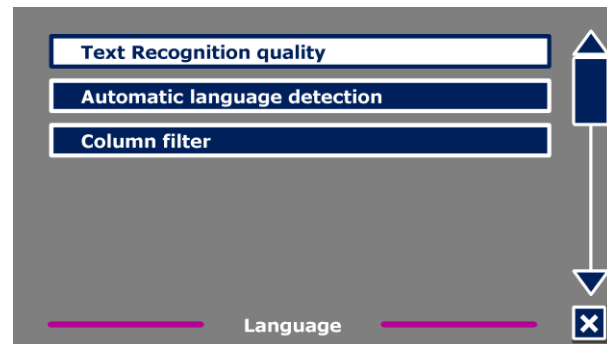 Text Recognition quality
Automatic language detection
Column filter
Language